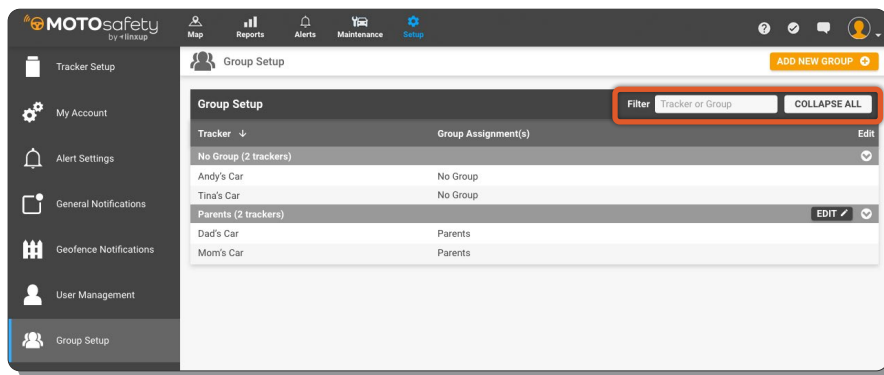 MOTOsafety
by linxup
Map Reports Alerts Maintenance Setup
Tracker Setup
My Account
Alert Settings
General Notifications
Geofence Notifications
User Management
Group Setup
Group Setup
ADD NEW GROUP
Group Setup Filter Tracker or Group COLLAPSE ALL
Tracker Group Assignment(s) Edit
No Group (2 trackers)
Andy's Car No Group
Tina's Car No Group
Parents (2 trackers) EDIT
Dad's Car Parents
Mom's Car Parents